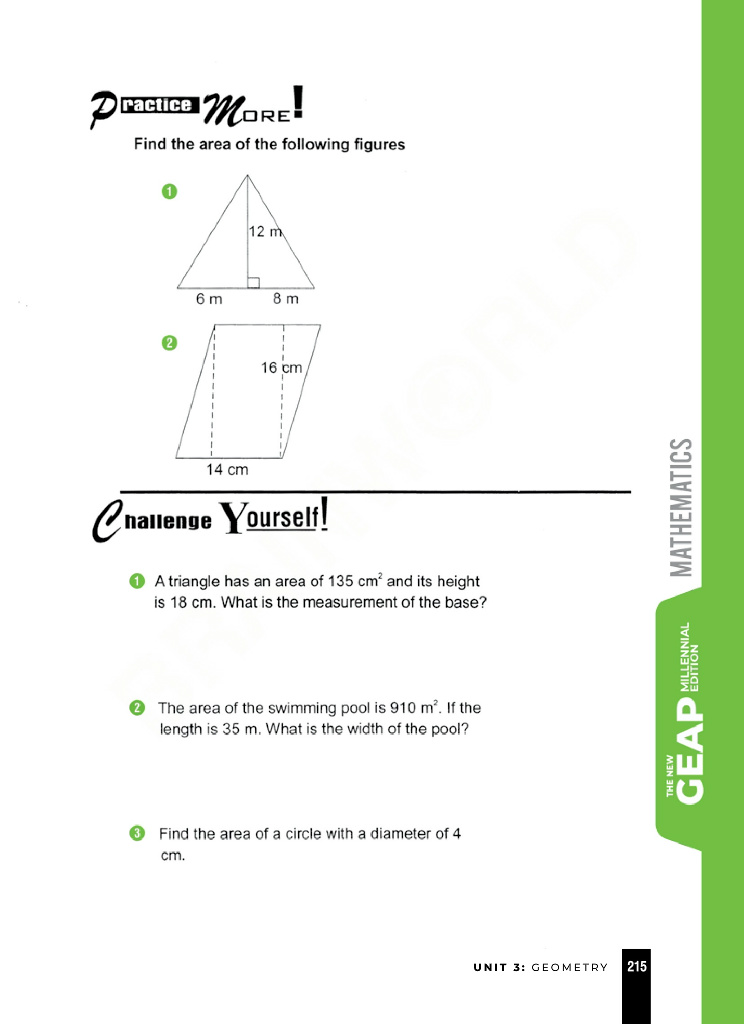 Practice MORE!
Find the area of the following figures
1
12 m
6 m 8 m
2
16 cm
14 cm
Challenge Yourself!
1 A triangle has an area of 135 cm² and its height
is 18 cm. What is the measurement of the base?
2 The area of the swimming pool is 910 m². If the
length is 35 m. What is the width of the pool?
3 Find the area of a circle with a diameter of 4
cm.
MATHEMATICS
THE NEW
GEAP
MILLENNIAL
EDITION
UNIT 3: GEOMETRY 215